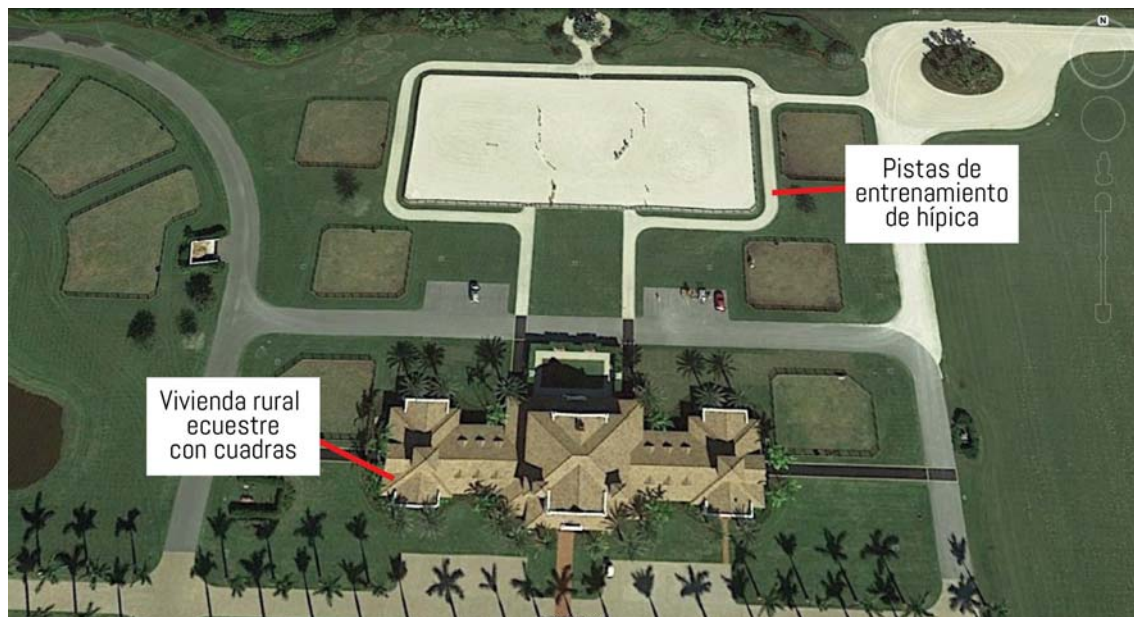 N
Pistas de
entrenamiento
de hípica
Vivienda rural
ecuestre
con cuadras